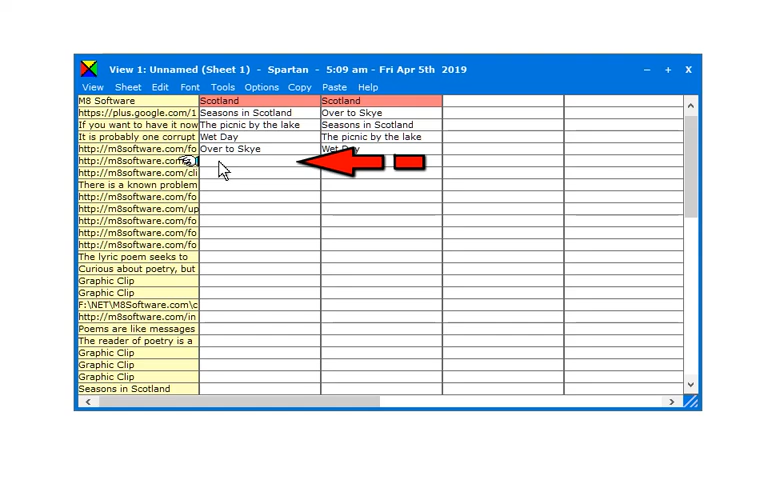 View 1: Unnamed (Sheet 1) - Spartan - 5:09 am - Fri Apr 5th 2019
View Sheet Edit Font Tools Options Copy Paste Help
M8 Software Scotland Scotland
https://plus.google.com/1 Seasons in Scotland Over to Skye
If you want to have it now The picnic by the lake Seasons in Scotland
It is probably one corrupt Wet Day The picnic by the lake
http://m8software.com/fo Over to Skye Wet Day
http://m8software.com/
http://m8software.com/cli
There is a known problem
http://m8software.com/fo
http://m8software.com/up
http://m8software.com/fo
http://m8software.com/fo
http://m8software.com/fo
The lyric poem seeks to
Curious about poetry, but
Graphic Clip
Graphic Clip
F:\NET\M8Software.com\c
http://m8software.com/in
Poems are like messages
The reader of poetry is a
Graphic Clip
Graphic Clip
Graphic Clip
Seasons in Scotland